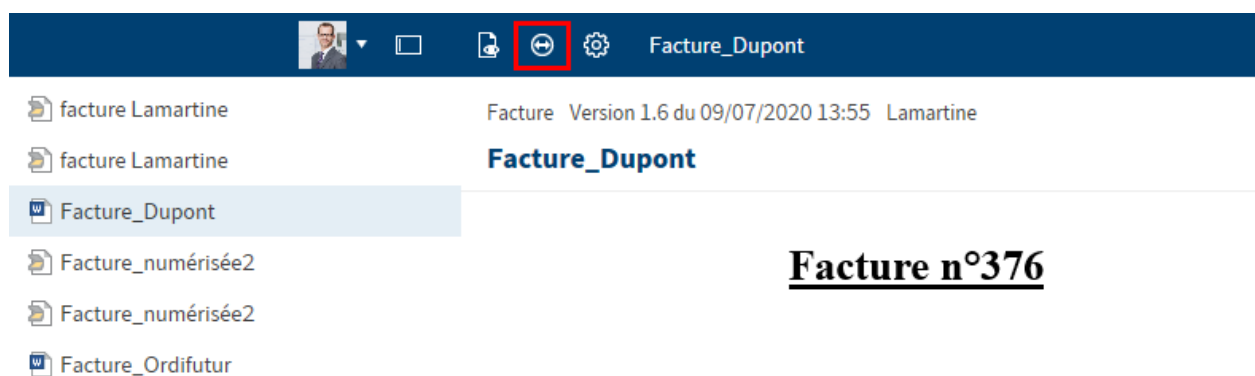 Facture_Dupont
facture Lamartine
facture Lamartine
Facture_Dupont
Facture_numérisée2
Facture_numérisée2
Facture_Ordifutur
Facture Version 1.6 du 09/07/2020 13:55 Lamartine
Facture_Dupont
Facture n°376